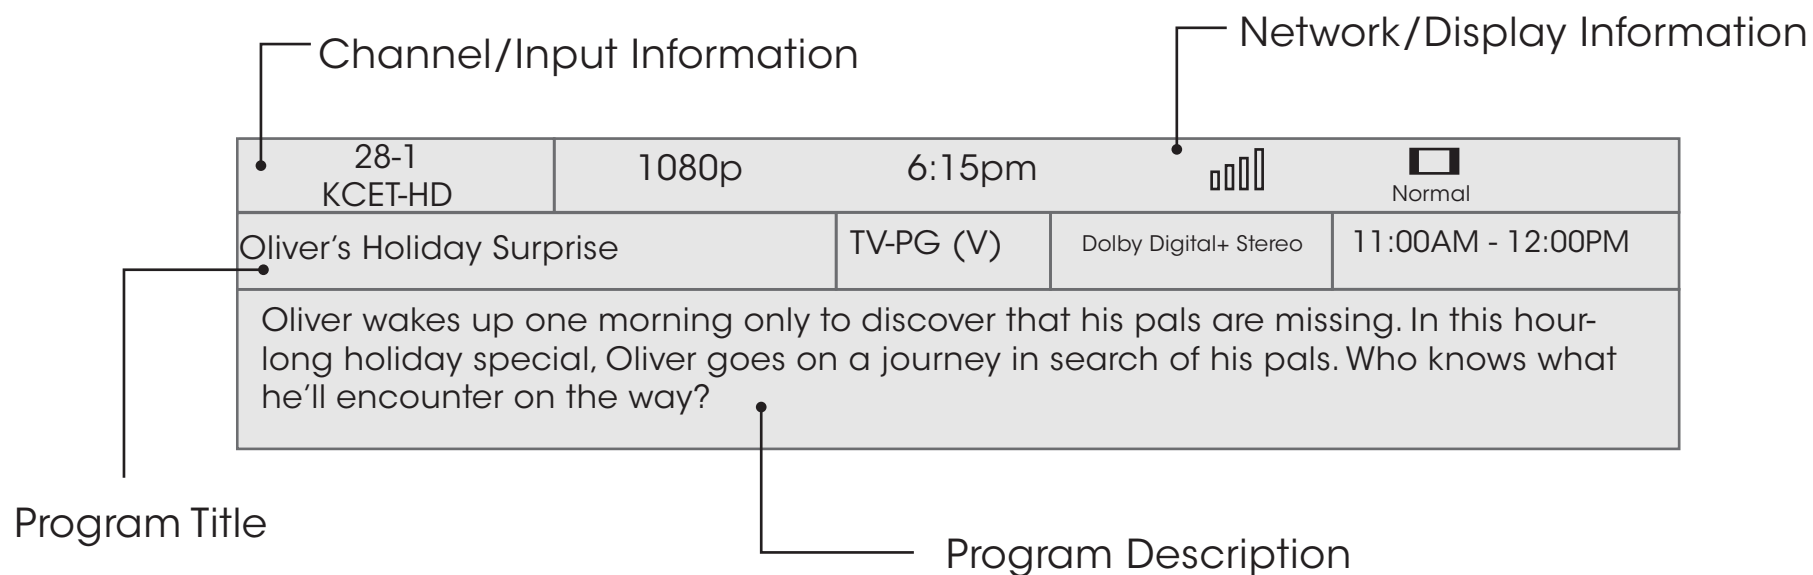 Channel/Input Information
Network/Display Information
28-1
KCET-HD
1080p
6:15pm
Normal
Oliver's Holiday Surprise
TV-PG (V)
Dolby Digital+ Stereo
11:00AM - 12:00PM
Oliver wakes up one morning only to discover that his pals are missing. In this hour-
long holiday special, Oliver goes on a journey in search of his pals. Who knows what
he'll encounter on the way?
Program Title
Program Description